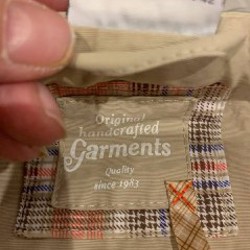 Original
handcrafted
Garments
Quality
since 1983